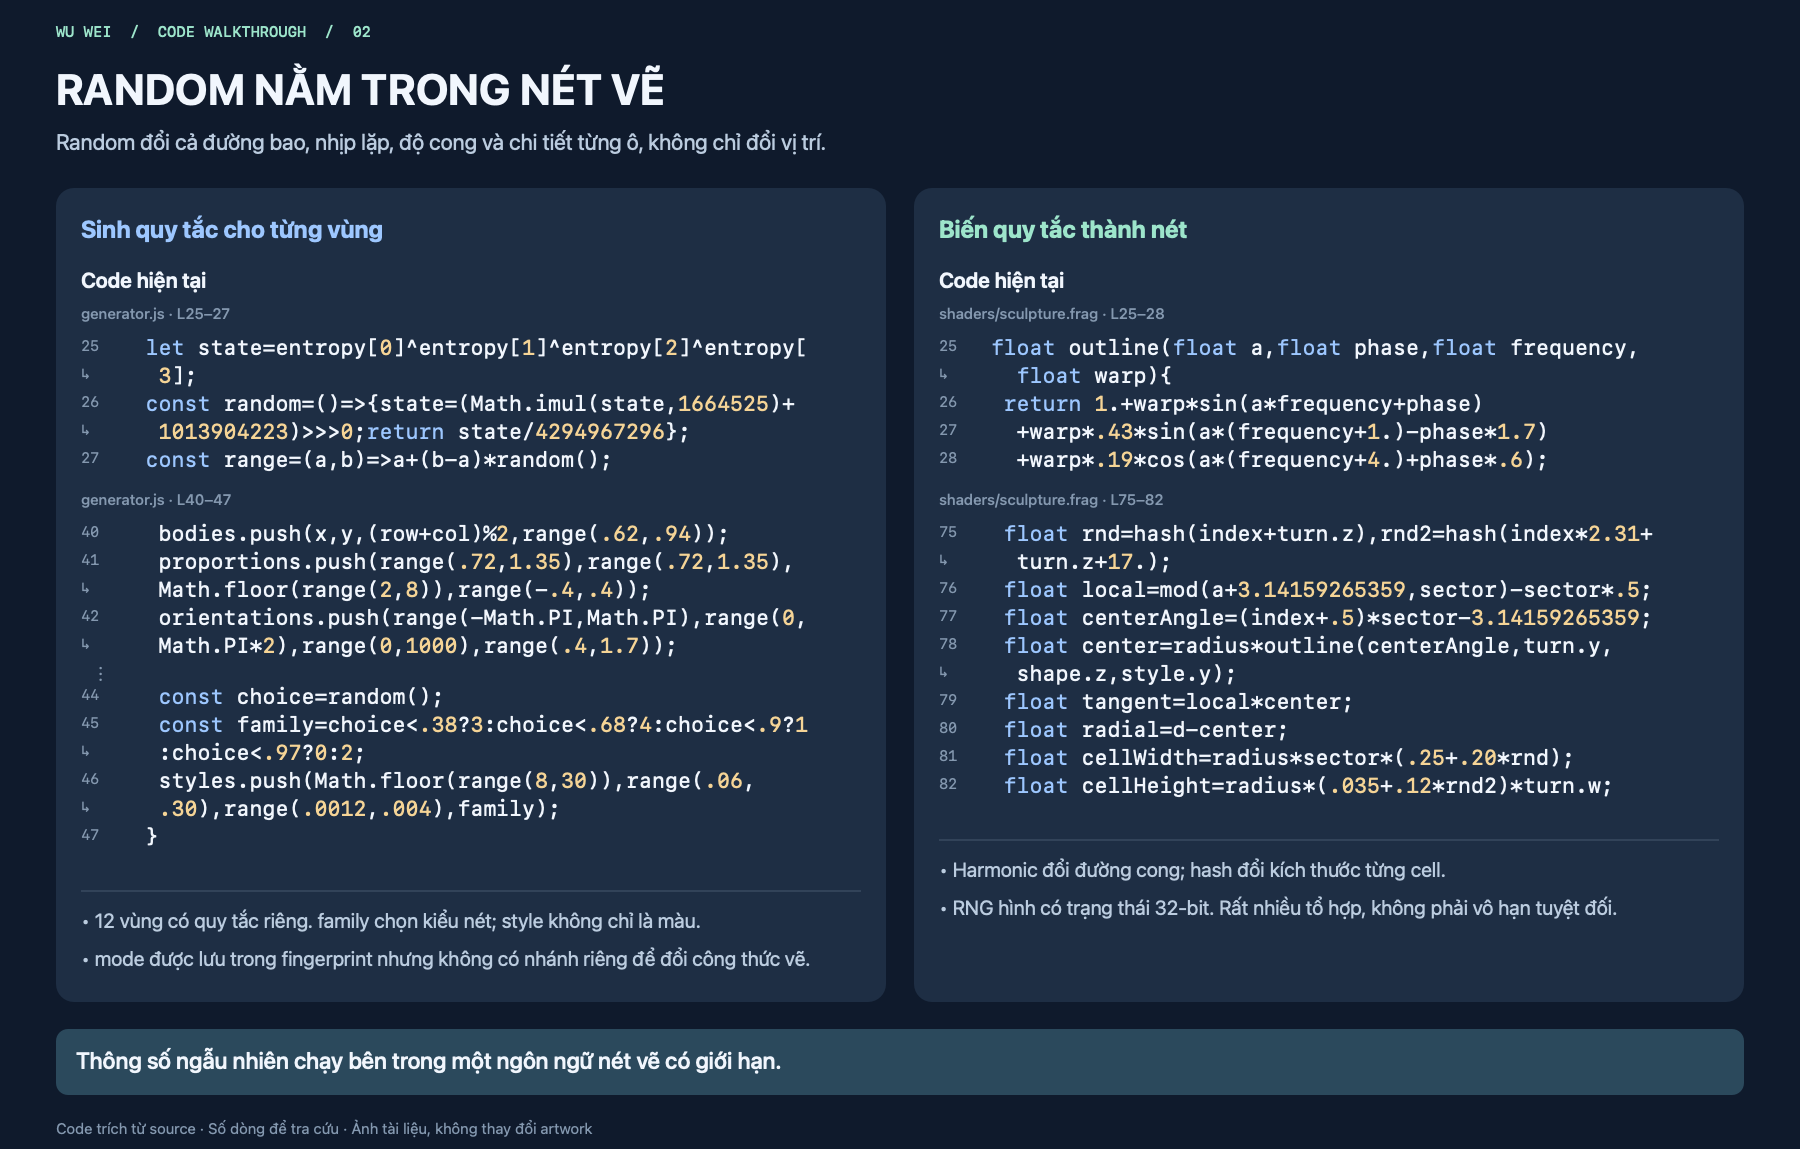 WU WEI / CODE WALKTHROUGH / 02
RANDOM NẰM TRONG NÉT VẼ
Random đổi cả đường bao, nhịp lặp, độ cong và chi tiết từng ô, không chỉ đổi vị trí.
Sinh quy tắc cho từng vùng
Code hiện tại
generator.js · L25–27
25 let state=entropy[0]^entropy[1]^entropy[2]^entropy[
↳ 3];
26 const random=()=>{state=(Math.imul(state,1664525)+
↳ 1013904223)>>>0;return state/4294967296};
27 const range=(a,b)=>a+(b-a)*random();
generator.js · L40–47
40 bodies.push(x,y,(row+col)%2,range(.62,.94));
41 proportions.push(range(.72,1.35),range(.72,1.35),
↳ Math.floor(range(2,8)),range(-.4,.4));
42 orientations.push(range(-Math.PI,Math.PI),range(0,
↳ Math.PI*2),range(0,1000),range(.4,1.7));
⋮
44 const choice=random();
45 const family=choice<.38?3:choice<.68?4:choice<.9?1
↳ :choice<.97?0:2;
46 styles.push(Math.floor(range(8,30)),range(.06,
↳ .30),range(.0012,.004),family);
47 }
• 12 vùng có quy tắc riêng. family chọn kiểu nét; style không chỉ là màu.
• mode được lưu trong fingerprint nhưng không có nhánh riêng để đổi công thức vẽ.
Biến quy tắc thành nét
Code hiện tại
shaders/sculpture.frag · L25–28
25 float outline(float a,float phase,float frequency,
↳ float warp){
26 return 1.+warp*sin(a*frequency+phase)
27 +warp*.43*sin(a*(frequency+1.)-phase*1.7)
28 +warp*.19*cos(a*(frequency+4.)+phase*.6);
shaders/sculpture.frag · L75–82
75 float rnd=hash(index+turn.z),rnd2=hash(index*2.31+
↳ turn.z+17.);
76 float local=mod(a+3.14159265359,sector)-sector*.5;
77 float centerAngle=(index+.5)*sector-3.14159265359;
78 float center=radius*outline(centerAngle,turn.y,
↳ shape.z,style.y);
79 float tangent=local*center;
80 float radial=d-center;
81 float cellWidth=radius*sector*(.25+.20*rnd);
82 float cellHeight=radius*(.035+.12*rnd2)*turn.w;
• Harmonic đổi đường cong; hash đổi kích thước từng cell.
• RNG hình có trạng thái 32-bit. Rất nhiều tổ hợp, không phải vô hạn tuyệt đối.
Thông số ngẫu nhiên chạy bên trong một ngôn ngữ nét vẽ có giới hạn.
Code trích từ source · Số dòng để tra cứu · Ảnh tài liệu, không thay đổi artwork